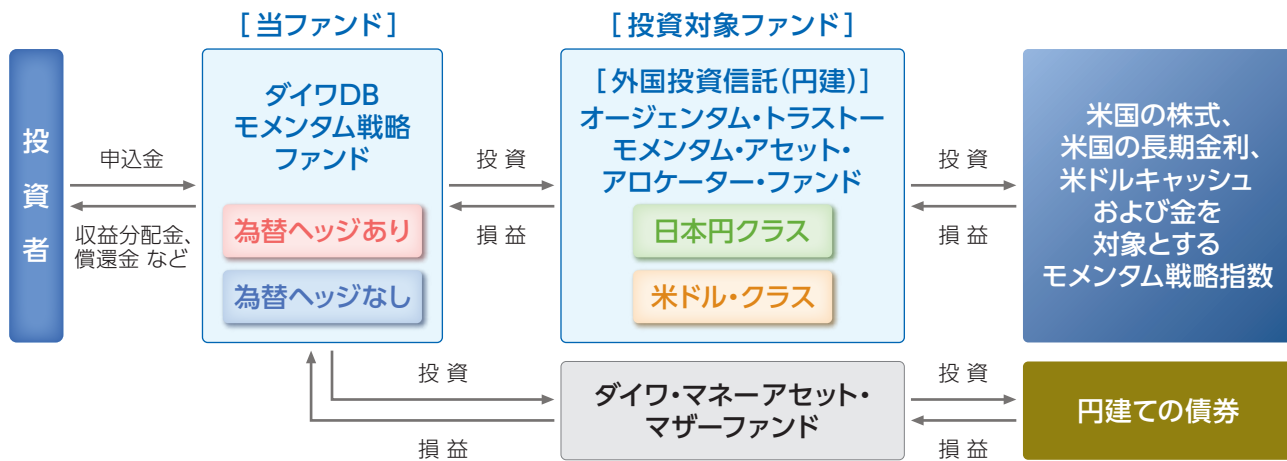 [当ファンド]
[投資対象ファンド]
投資者
申込金
収益分配金、
償還金 など
ダイワDB
モメンタム戦略
ファンド
為替ヘッジあり
為替ヘッジなし
投 資
損 益
[外国投資信託(円建)]
オージェンタム・トラストー
モメンタム・アセット・
アロケーター・ファンド
日本円クラス
米ドル・クラス
投 資
損 益
米国の株式、
米国の長期金利、
米ドルキャッシュ
および金を
対象とする
モメンタム戦略指数
投 資
損 益
ダイワ・マネーアセット・
マザーファンド
投 資
損 益
円建ての債券